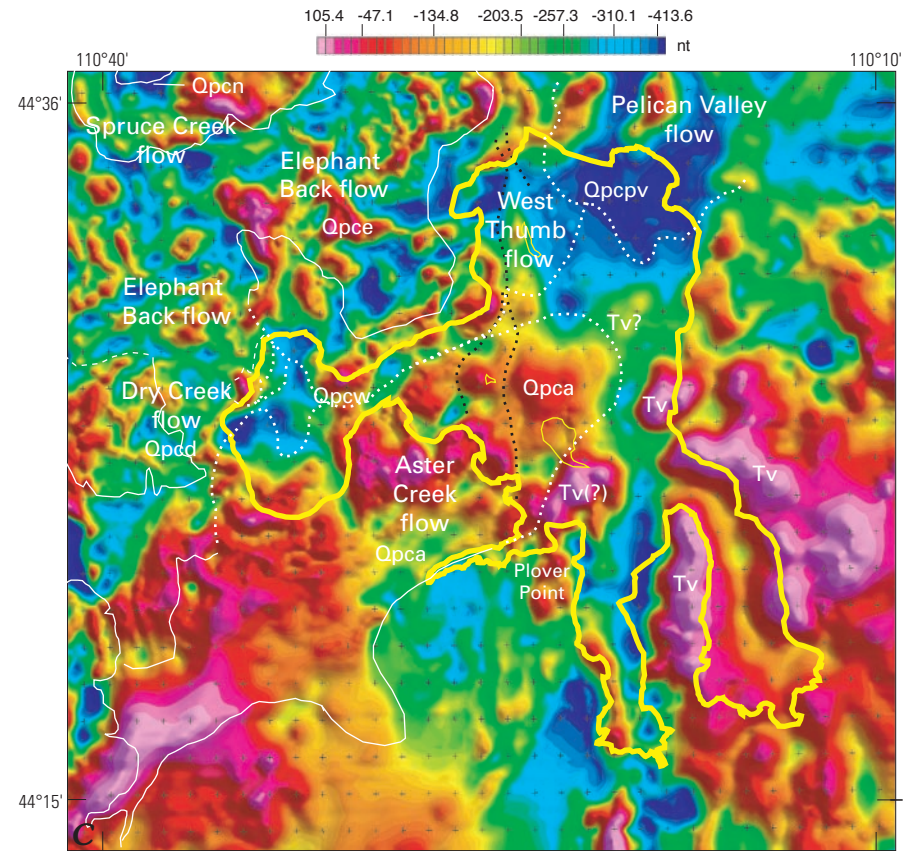 105.4 -47.1 -134.8 -203.5 -257.3 -310.1 -413.6
nt
110°40' 110°10'
44°36'
Qpcn
Pelican Valley
flow
Spruce Creek
flow
Elephant
Back flow
Qpce
Qpcpv
West
Thumb
flow
Elephant
Back flow
Tv?
Dry Creek
flow
Qpcd
Qpcw
Qpca
Tv
Aster
Creek
flow
Tv(?)
Tv
Qpca
Plover
Point
Tv
44°15'
C